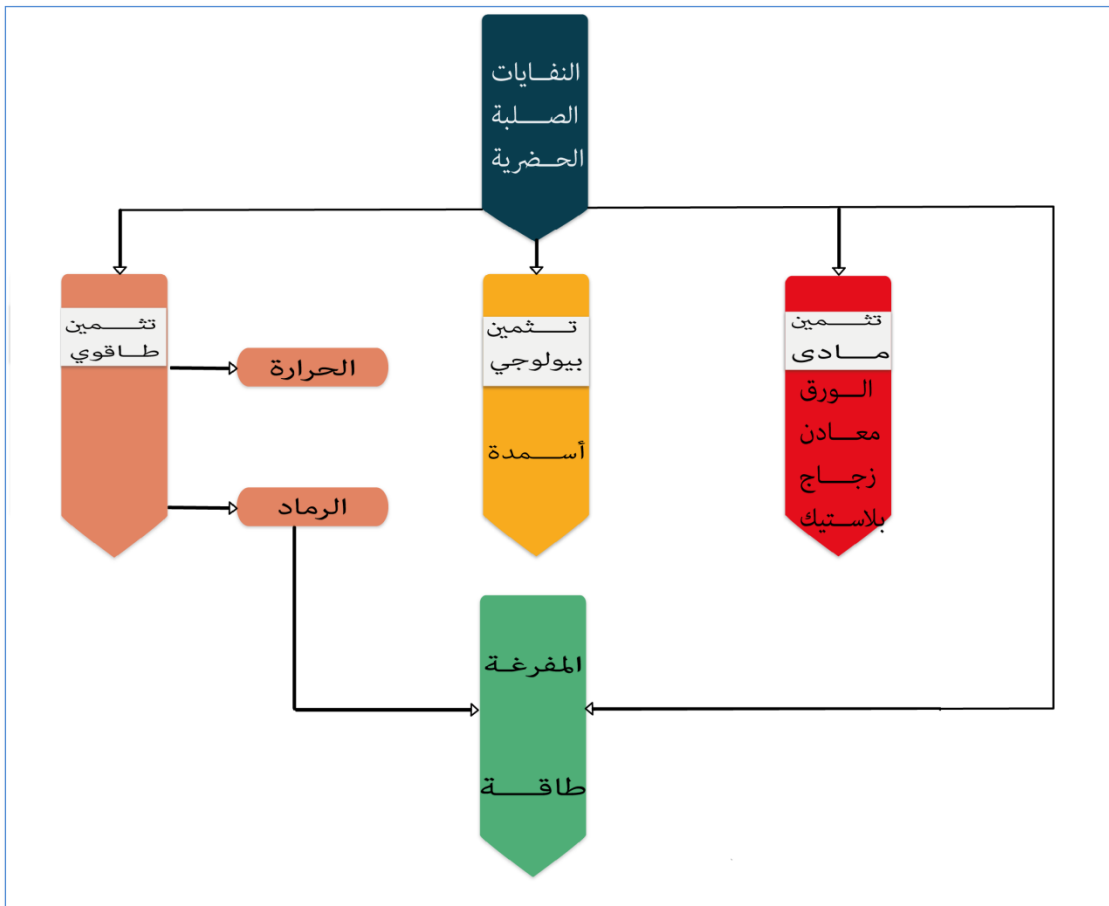 النفايات
الصلبة
الحضرية
تثمين
مادى
الورق
معادن
زجاج
بلاستيك
تثمين
بيولوجي
أسمدة
تثمين
طاقوي
الحرارة
الرماد
المفرغة
طاقة